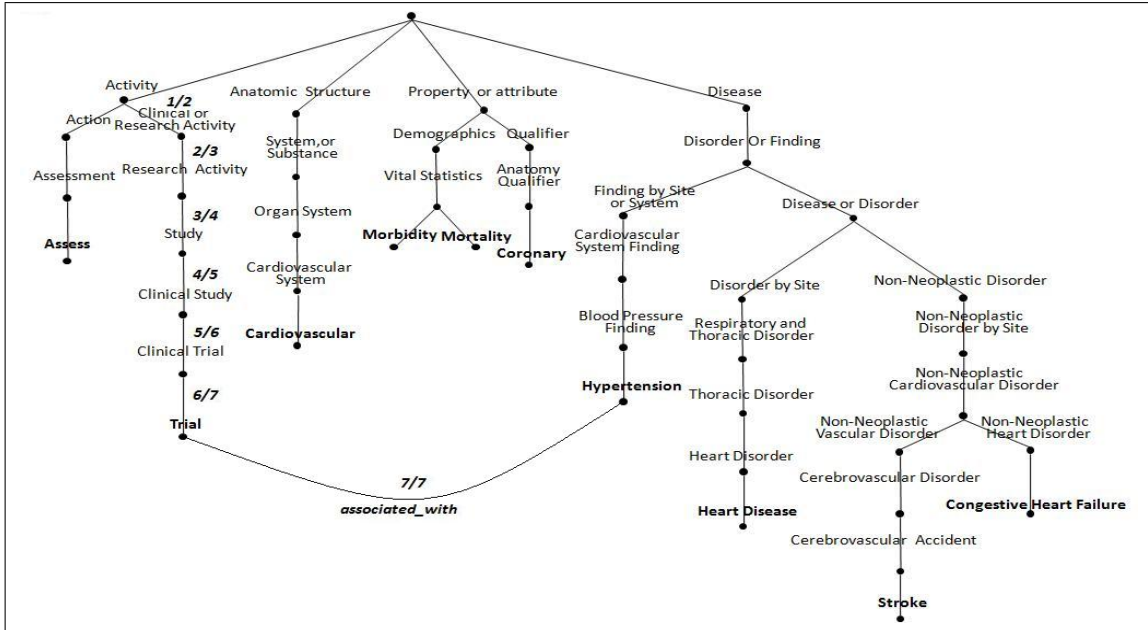 Activity
Anatomic Structure
Property or attribute
Disease
1/2
Action
Clinical or
Research Activity
System,or
Substance
Demographics
Qualifier
Disorder Or Finding
2/3
Assessment
Research Activity
Vital Statistics
Anatomy
Qualifier
Finding by Site
or System
Disease or Disorder
3/4
Study
Organ System
Assess
Morbidity
Mortality
Coronary
Cardiovascular
System Finding
4/5
Clinical Study
Cardiovascular
System
Disorder by Site
Non-Neoplastic Disorder
5/6
Clinical Trial
Cardiovascular
Blood Pressure
Finding
Respiratory and
Thoracic Disorder
Non-Neoplastic
Disorder by Site
6/7
Trial
Hypertension
Thoracic Disorder
Non-Neoplastic
Cardiovascular Disorder
Non-Neoplastic
Vascular Disorder
Non-Neoplastic
Heart Disorder
7/7
associated_with
Heart Disorder
Cerebrovascular Disorder
Heart Disease
Congestive Heart Failure
Cerebrovascular Accident
Stroke